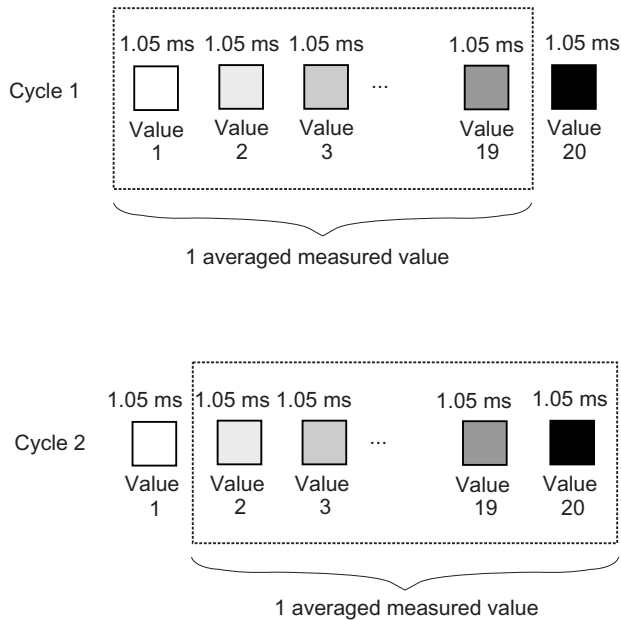 1.05 ms 1.05 ms 1.05 ms 1.05 ms 1.05 ms
Cycle 1
...
Value Value Value Value Value
1 2 3 19 20
1 averaged measured value
1.05 ms 1.05 ms 1.05 ms 1.05 ms 1.05 ms
Cycle 2
...
Value Value Value Value Value
1 2 3 19 20
1 averaged measured value